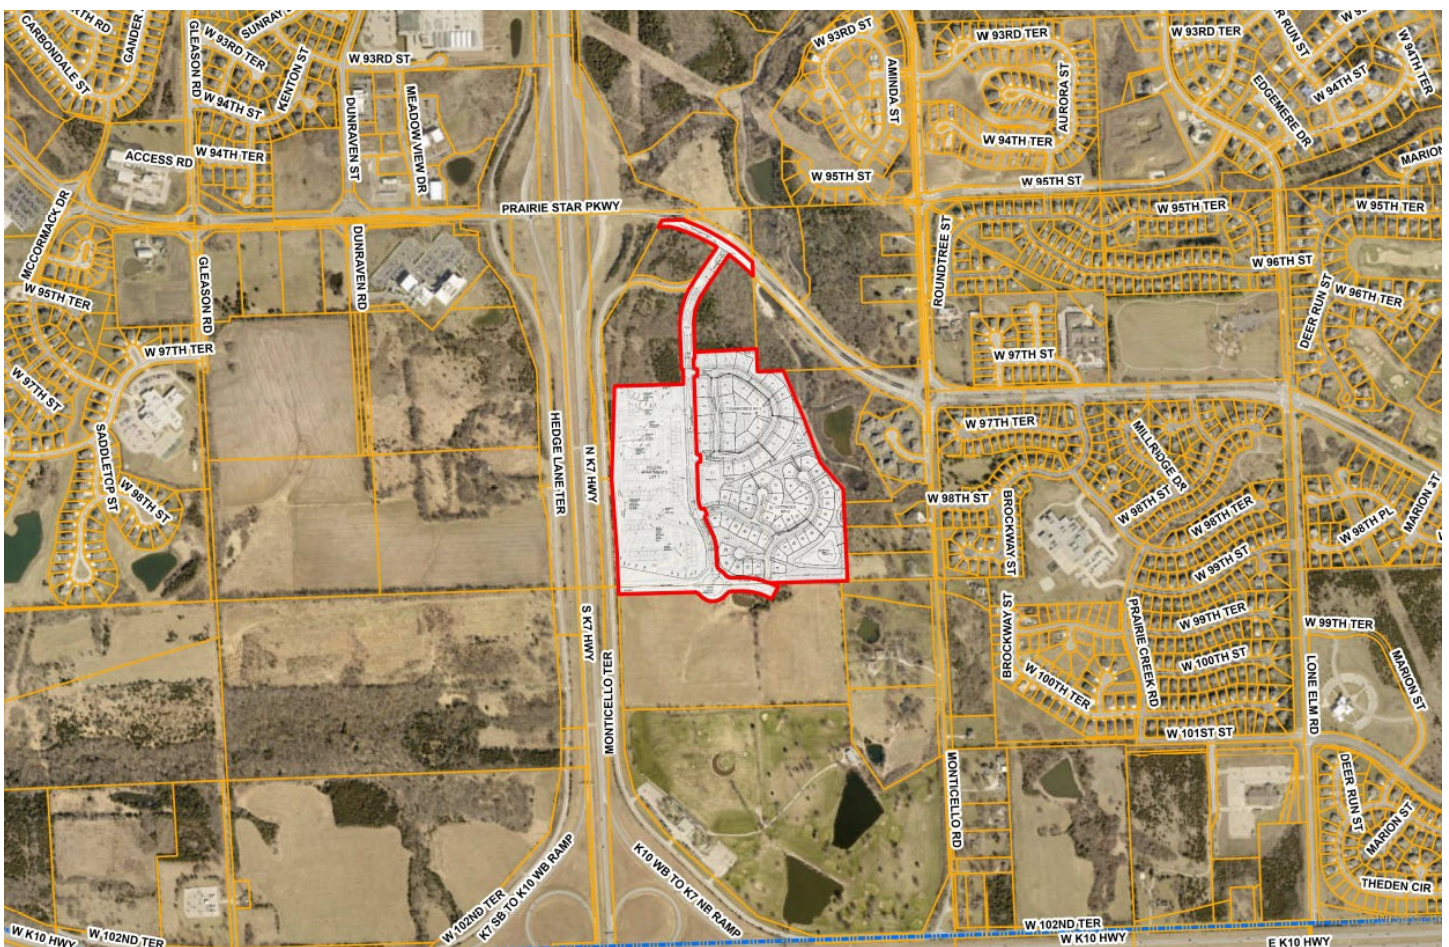 CARBONDALE ST
GLEASON RD
W 93RD TER
KENTON ST
W 94TH ST
W 93RD ST
W 93RD ST
AMINDA ST
W 93RD TER
AURORA ST
W 93RD TER
W 94TH TER
W 94TH ST
EDGEMERE DR
ACCESS RD
W 94TH TER
DUNRAVEN ST
MEADOW VIEW DR
W 94TH TER
W 95TH ST
W 95TH ST
MCCORMACK DR
PRAIRIE STAR PKWY
W 95TH TER
W 95TH TER
ROUNDTREE ST
W 96TH ST
DEER RUN ST
W 96TH TER
W 95TH TER
GLEASON RD
DUNRAVEN RD
W 97TH TER
W 97TH ST
W 97TH ST
SADDLETOP ST
W 98TH ST
HEDGE LANE TER
N K7 HWY
W 97TH TER
MILLRIDGE DR
W 98TH ST
W 98TH ST
BROCKWAY ST
W 98TH TER
W 98TH PL
MARION ST
W 99TH ST
W 99TH TER
W 99TH TER
S K7 HWY
MONTICELLO TER
BROCKWAY ST
PRAIRIE CREEK RD
W 100TH ST
W 100TH TER
LONE ELM RD
MARION ST
W 101ST ST
MONTICELLO RD
DEER RUN ST
MARION ST
THEDEN CIR
W 102ND TER
K7 SB TO K10 WB RAMP
K10 WB TO K7 NB RAMP
W 102ND TER
W K10 HWY
W 102ND TER
W K10 HWY
E K10 HWY